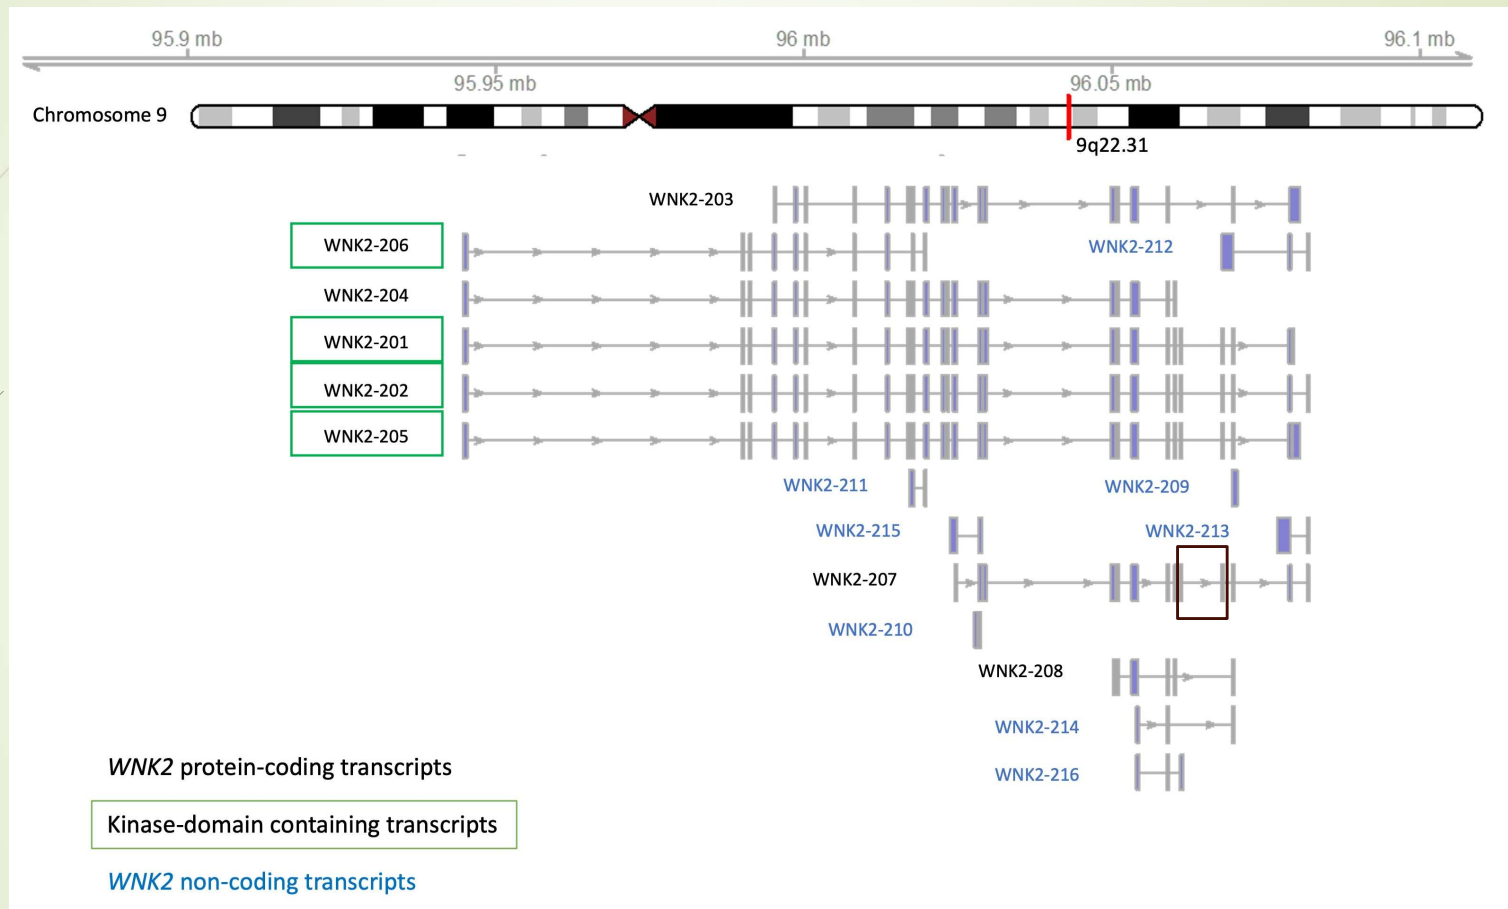 95.9 mb
96 mb
96.1 mb
95.95 mb
96.05 mb
Chromosome 9
9q22.31
WNK2-203
WNK2-206
WNK2-212
WNK2-204
WNK2-201
WNK2-202
WNK2-205
WNK2-211
WNK2-209
WNK2-215
WNK2-213
WNK2-207
WNK2-210
WNK2-208
WNK2-214
WNK2-216
WNK2 protein-coding transcripts
Kinase-domain containing transcripts
WNK2 non-coding transcripts